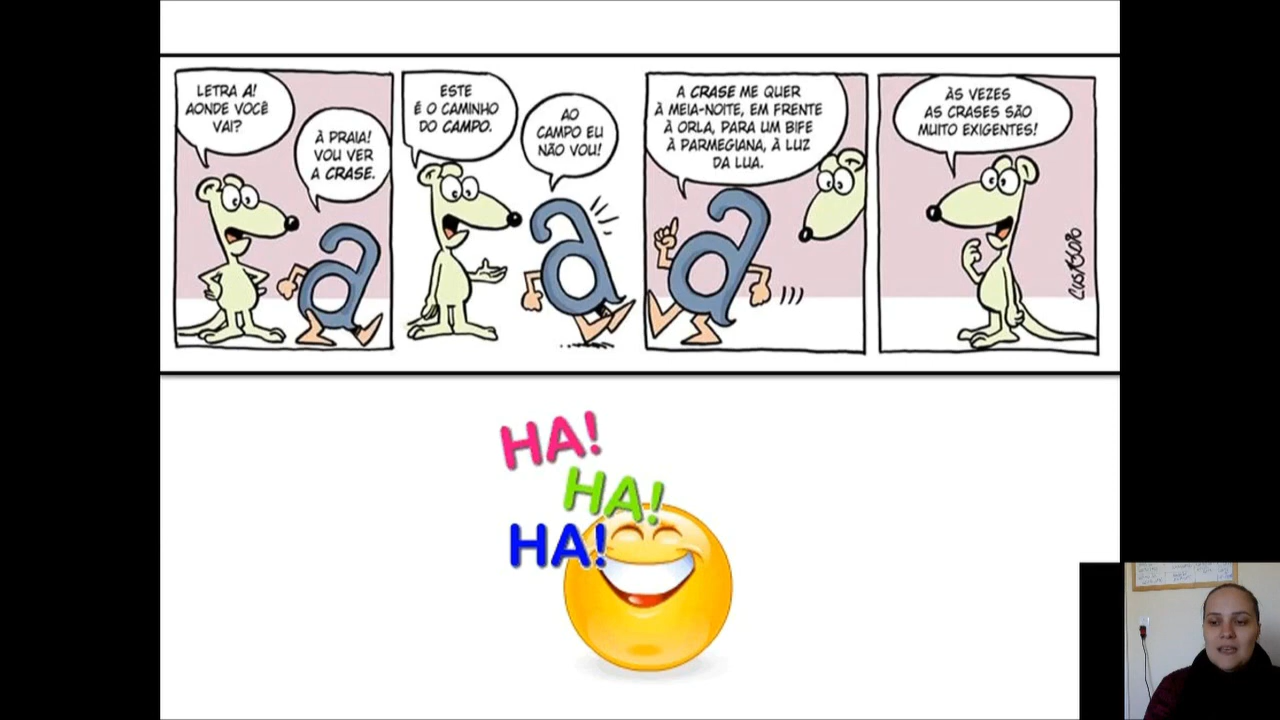 LETRA A!
AONDE VOCÊ
VAI?
À PRAIA!
VOU VER
A CRASE.
ESTE
É O CAMINHO
DO CAMPO.
AO
CAMPO EU
NÃO VOU!
A CRASE ME QUER
À MEIA-NOITE, EM FRENTE
À ORLA, PARA UM BIFE
À PARMEGIANA, À LUZ
DA LUA.
ÀS VEZES
AS CRASES SÃO
MUITO EXIGENTES!
a
a
a
HA!
HA!
HA!